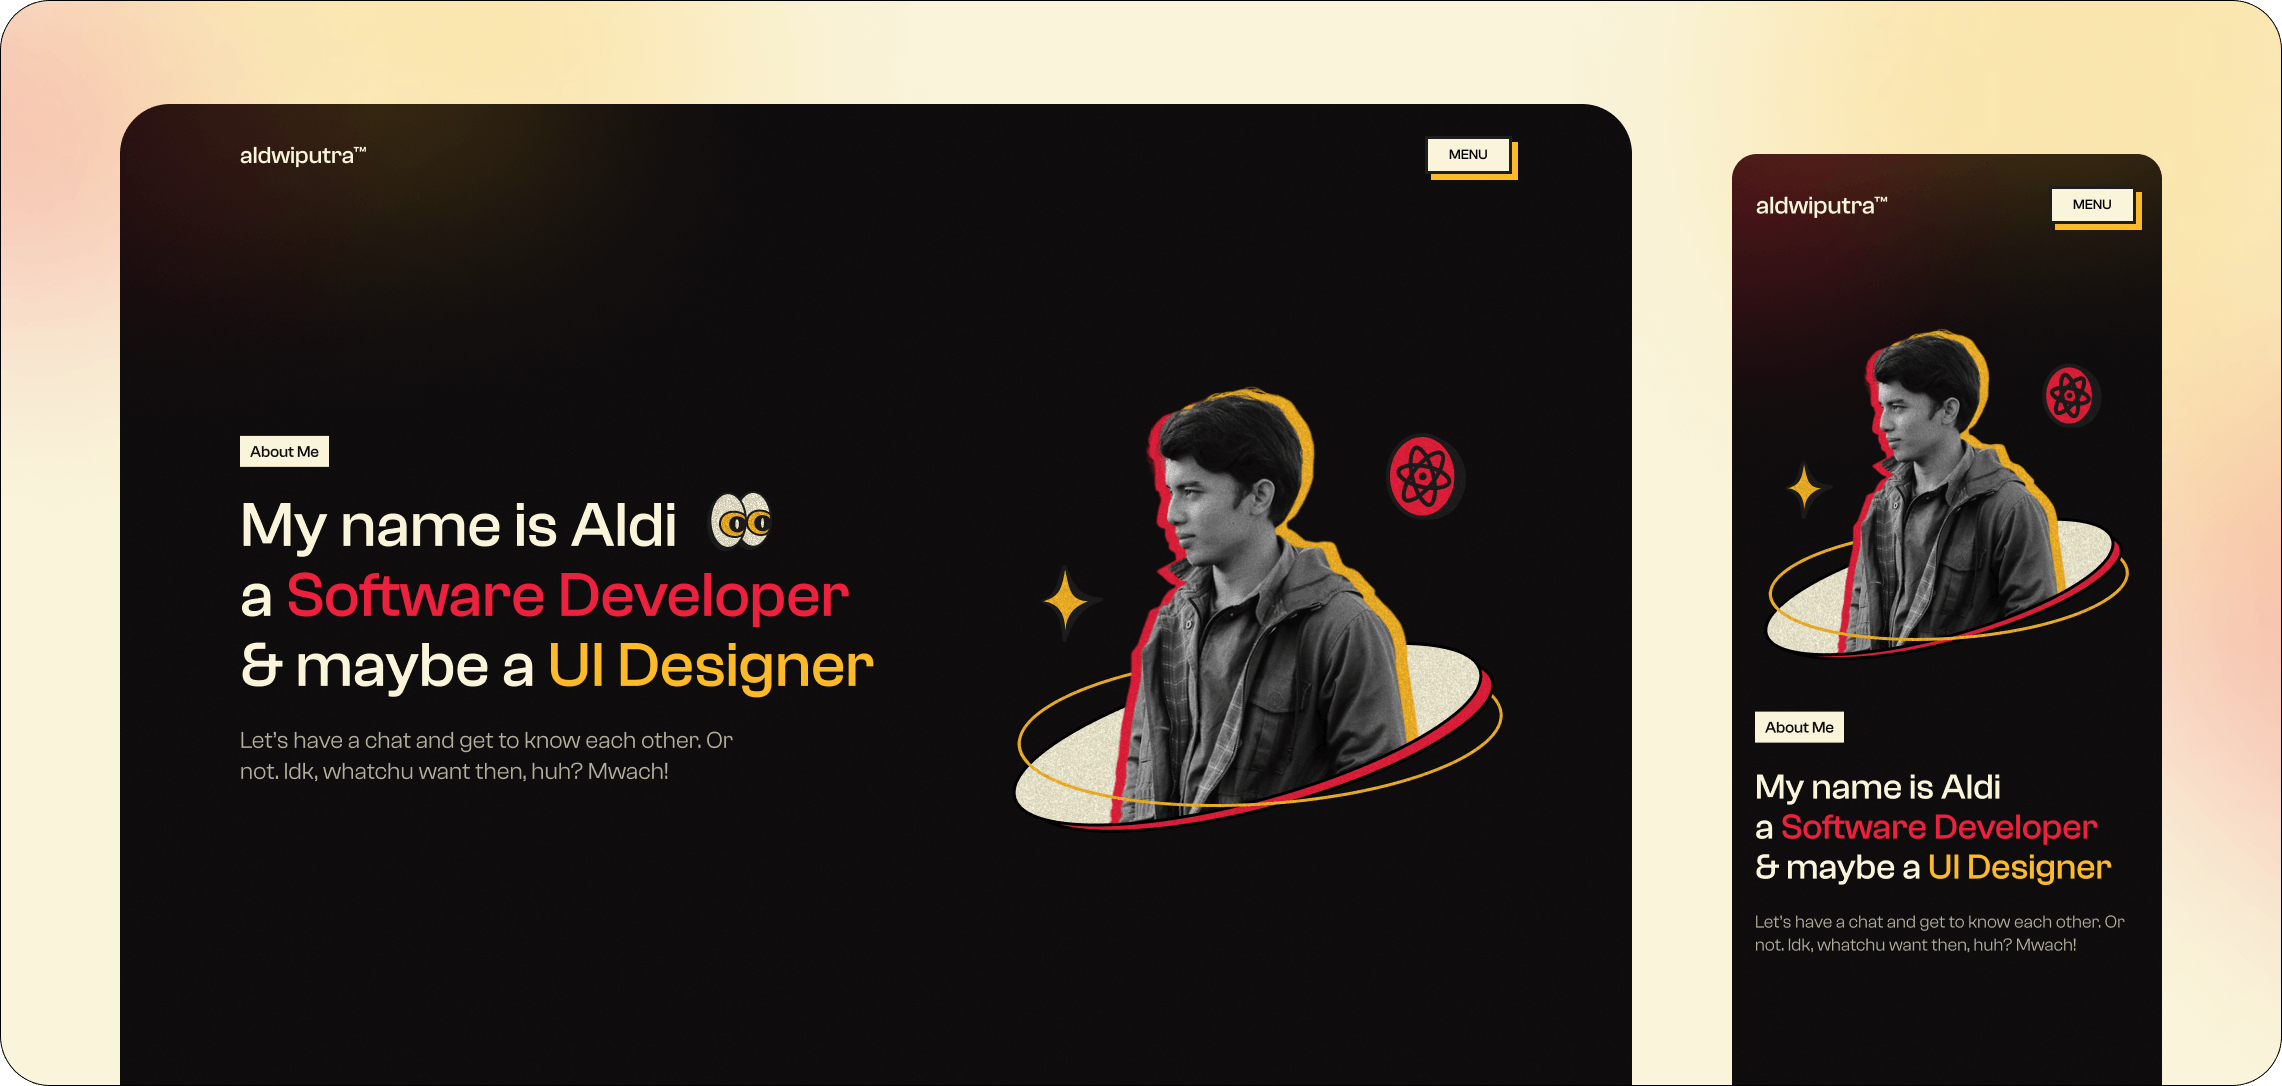 aldwiputra™
MENU
About Me
My name is Aldi
a Software Developer
& maybe a UI Designer
Let's have a chat and get to know each other. Or
not. Idk, whatchu want then, huh? Mwach!
aldwiputra™
MENU
About Me
My name is Aldi
a Software Developer
& maybe a UI Designer
Let's have a chat and get to know each other. Or
not. Idk, whatchu want then, huh? Mwach!